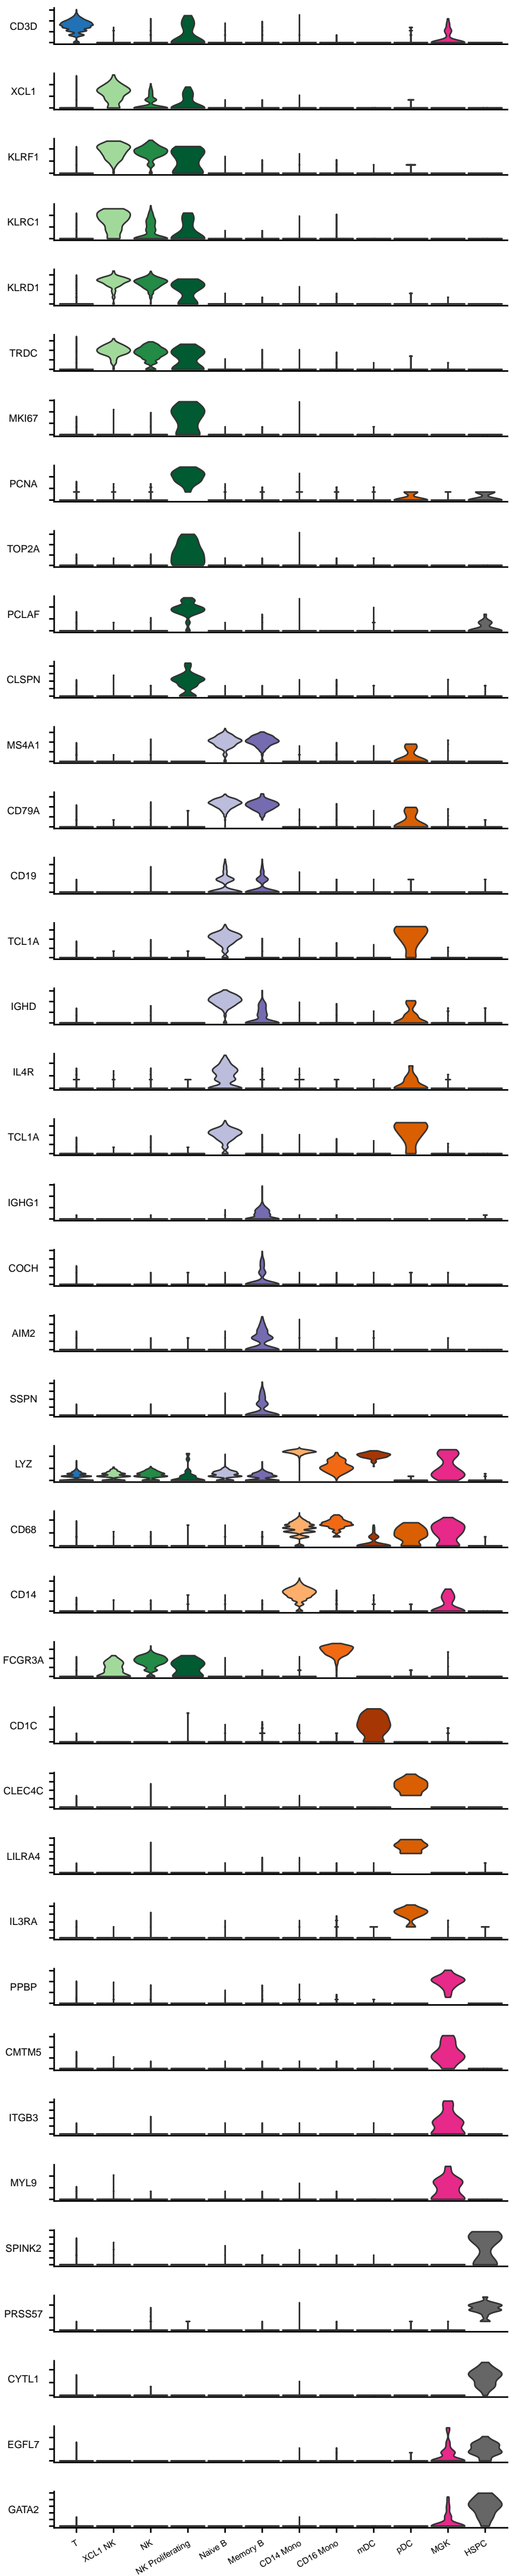 CD3D
XCL1
KLRF1
KLRC1
KLRD1
TRDC
MKI67
PCNA
TOP2A
PCLAF
CLSPN
MS4A1
CD79A
CD19
TCL1A
IGHD
IL4R
TCL1A
IGHG1
COCH
AIM2
SSPN
LYZ
CD68
CD14
FCGR3A
CD1C
CLEC4C
LILRA4
IL3RA
PPBP
CMTM5
ITGB3
MYL9
SPINK2
PRSS57
CYTL1
EGFL7
GATA2
T XCL1 NK NK NK Proliferating Naive B Memory B CD14 Mono CD16 Mono mDC pDC MGK HSPC